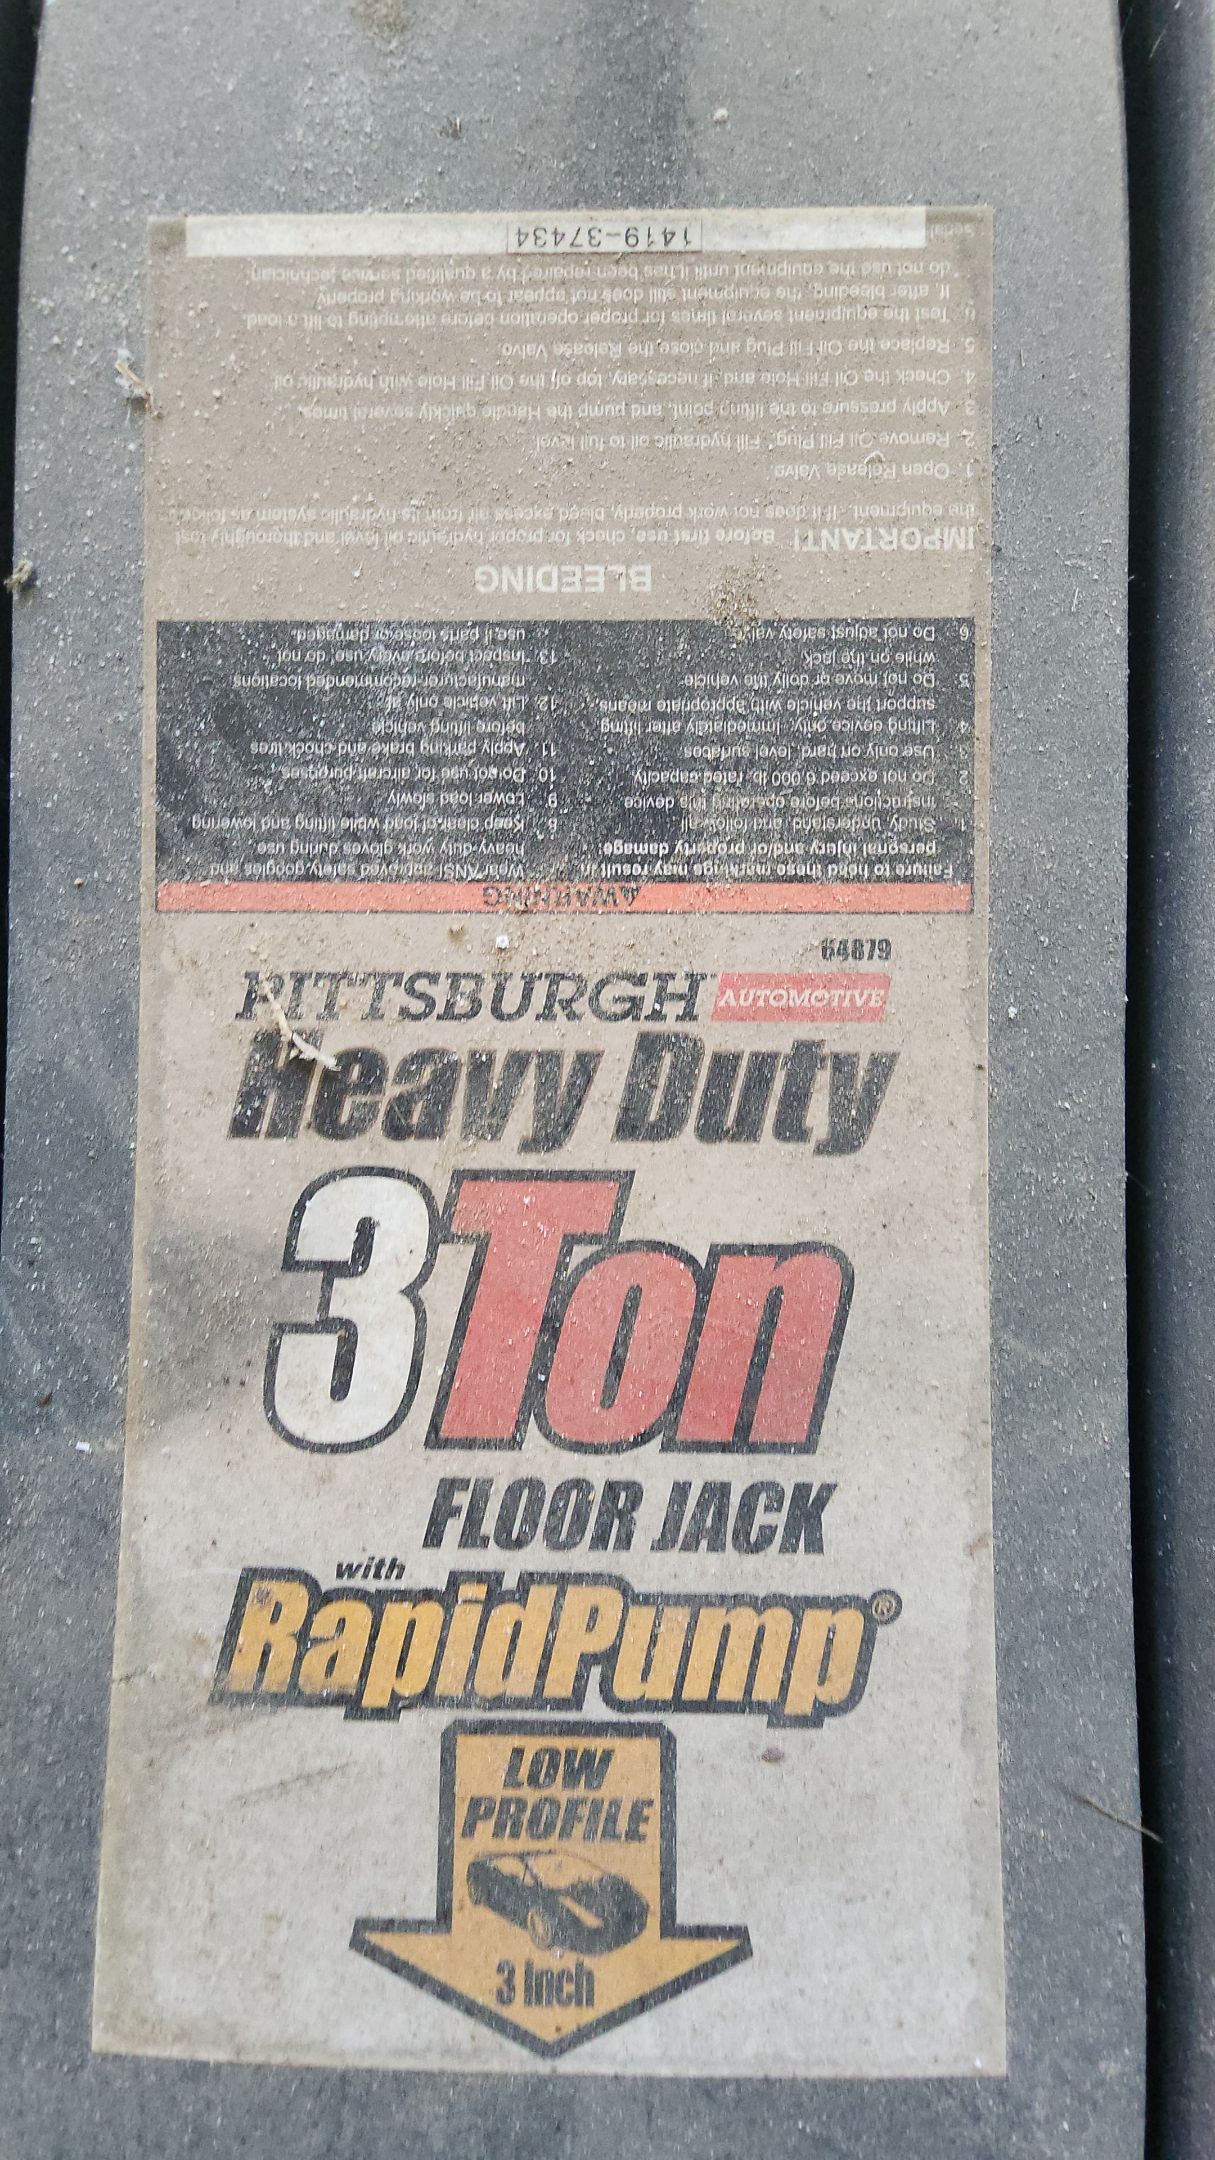 64879
PITTSBURGH AUTOMOTIVE
Heavy Duty
3Ton
FLOOR JACK
with
RapidPump®
LOW
PROFILE
3 Inch
⚠WARNING
Failure to heed these markings may result in
personal injury and/or property damage:
1. Study, understand, and follow all
instructions before operating this device
2. Do not exceed 6,000 lb. rated capacity
3. Use only on hard, level surfaces
4. Lifting device only. Immediately after lifting
support the vehicle with appropriate means.
5. Do not move or dolly the vehicle
while on the jack
6. Do not adjust safety valve.
Wear ANSI-approved safety goggles and
heavy-duty work gloves during use.
8. Keep clear of load while lifting and lowering
9. Lower load slowly
10. Do not use for aircraft purposes
11. Apply parking brake and chock tires
before lifting vehicle
12. Lift vehicle only at
manufacturer-recommended locations
13. Inspect before every use, do not
use if parts loose or damaged.
BLEEDING
IMPORTANT! Before first use, check for proper hydraulic oil level and thoroughly test
the equipment. If it does not work properly, bleed excess air from its hydraulic system as follows:
1. Open Release Valve.
2. Remove Oil Fill Plug. Fill hydraulic oil to full level.
3. Apply pressure to the lifting point, and pump the Handle quickly several times.
4. Check the Oil Fill Hole and, if necessary, top off the Oil Fill Hole with hydraulic oil
5. Replace the Oil Fill Plug and close the Release Valve.
6. Test the equipment several times for proper operation before attempting to lift a load.
If, after bleeding, the equipment still does not appear to be working properly
do not use the equipment until it has been repaired by a qualified service technician
Serial 1419-37434